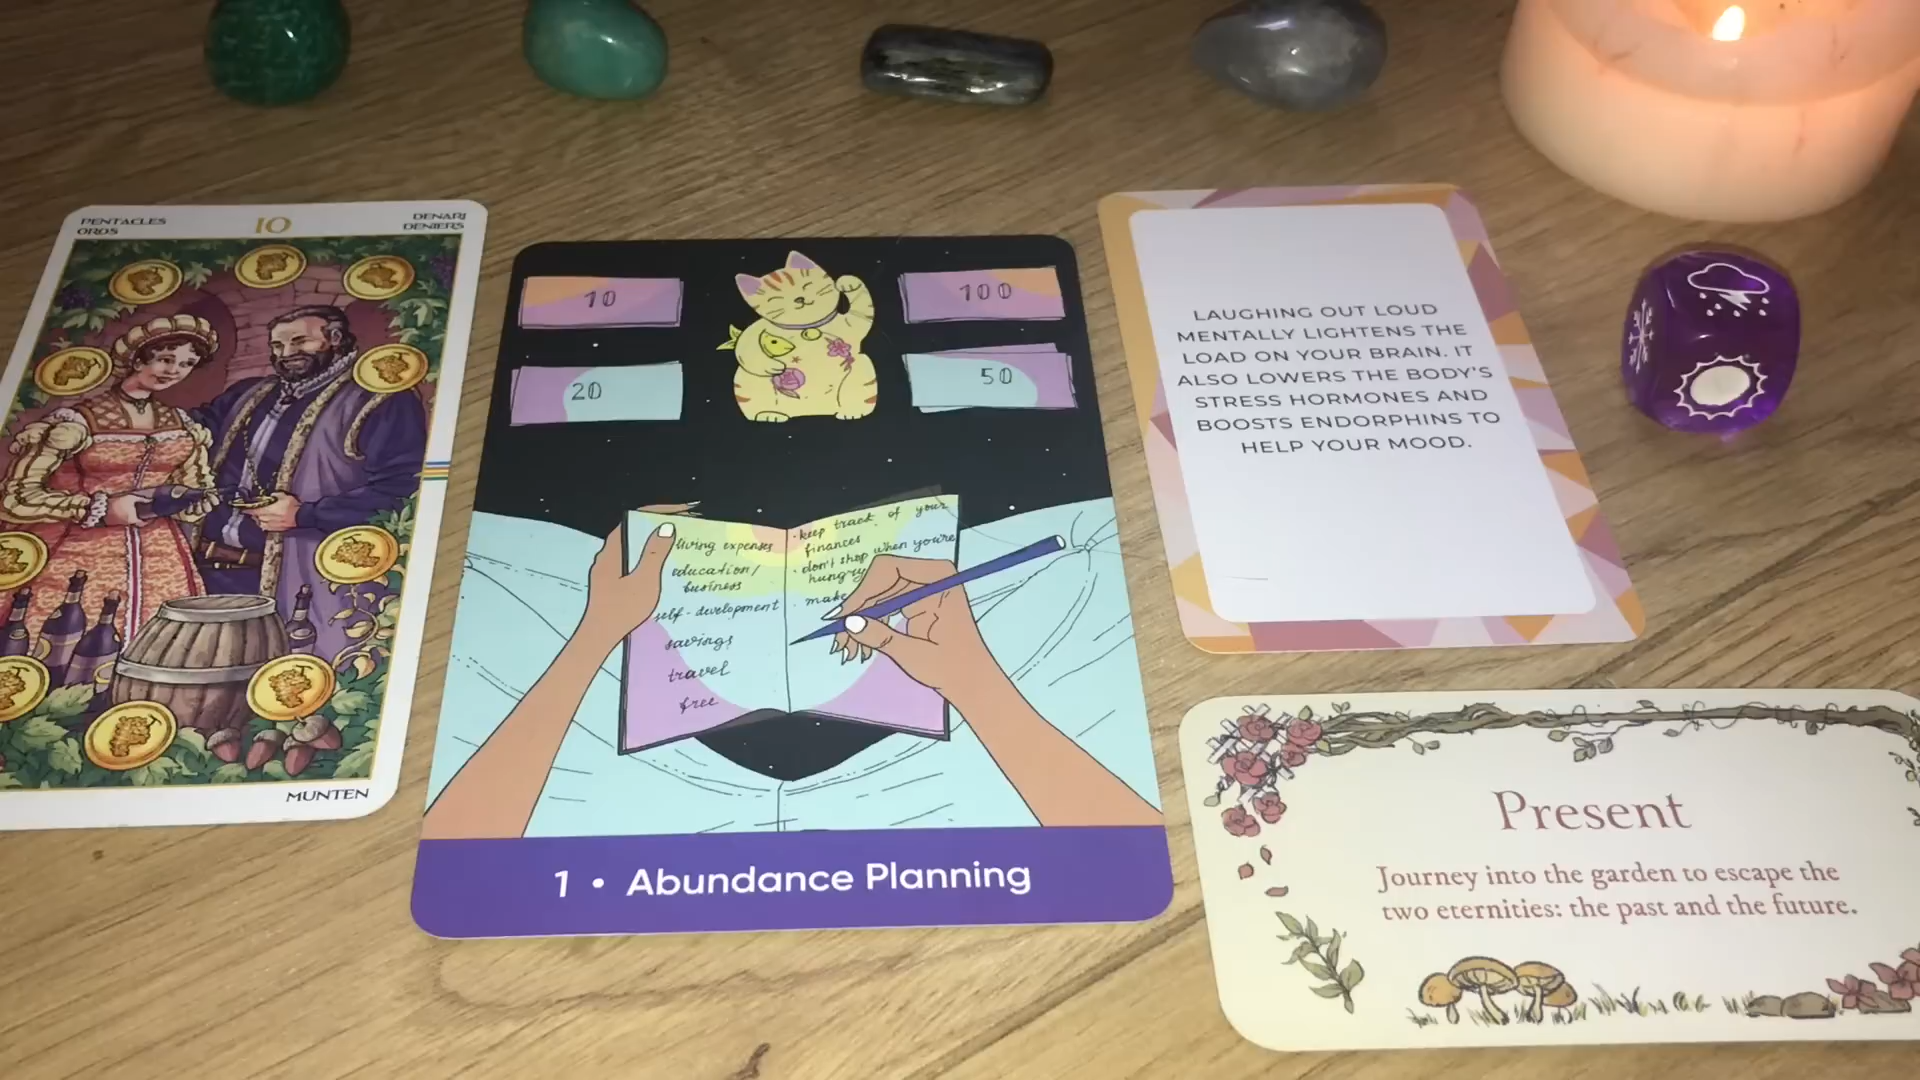 PENTACLES
OROS
10
DENARI
DENIERS
MUNTEN
10
20
100
50
living expenses
education/
business
self-development
savings
travel
free
• keep track of your
finances
• don't shop when you're
hungry
• make
1 • Abundance Planning
LAUGHING OUT LOUD
MENTALLY LIGHTENS THE
LOAD ON YOUR BRAIN. IT
ALSO LOWERS THE BODY'S
STRESS HORMONES AND
BOOSTS ENDORPHINS TO
HELP YOUR MOOD.
Present
Journey into the garden to escape the
two eternities: the past and the future.